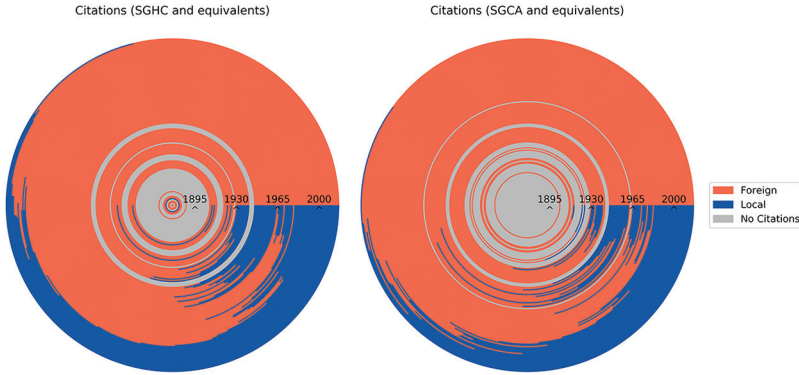 Citations (SGHC and equivalents)
Citations (SGCA and equivalents)
1895 1930 1965 2000
1895 1930 1965 2000
Foreign
Local
No Citations